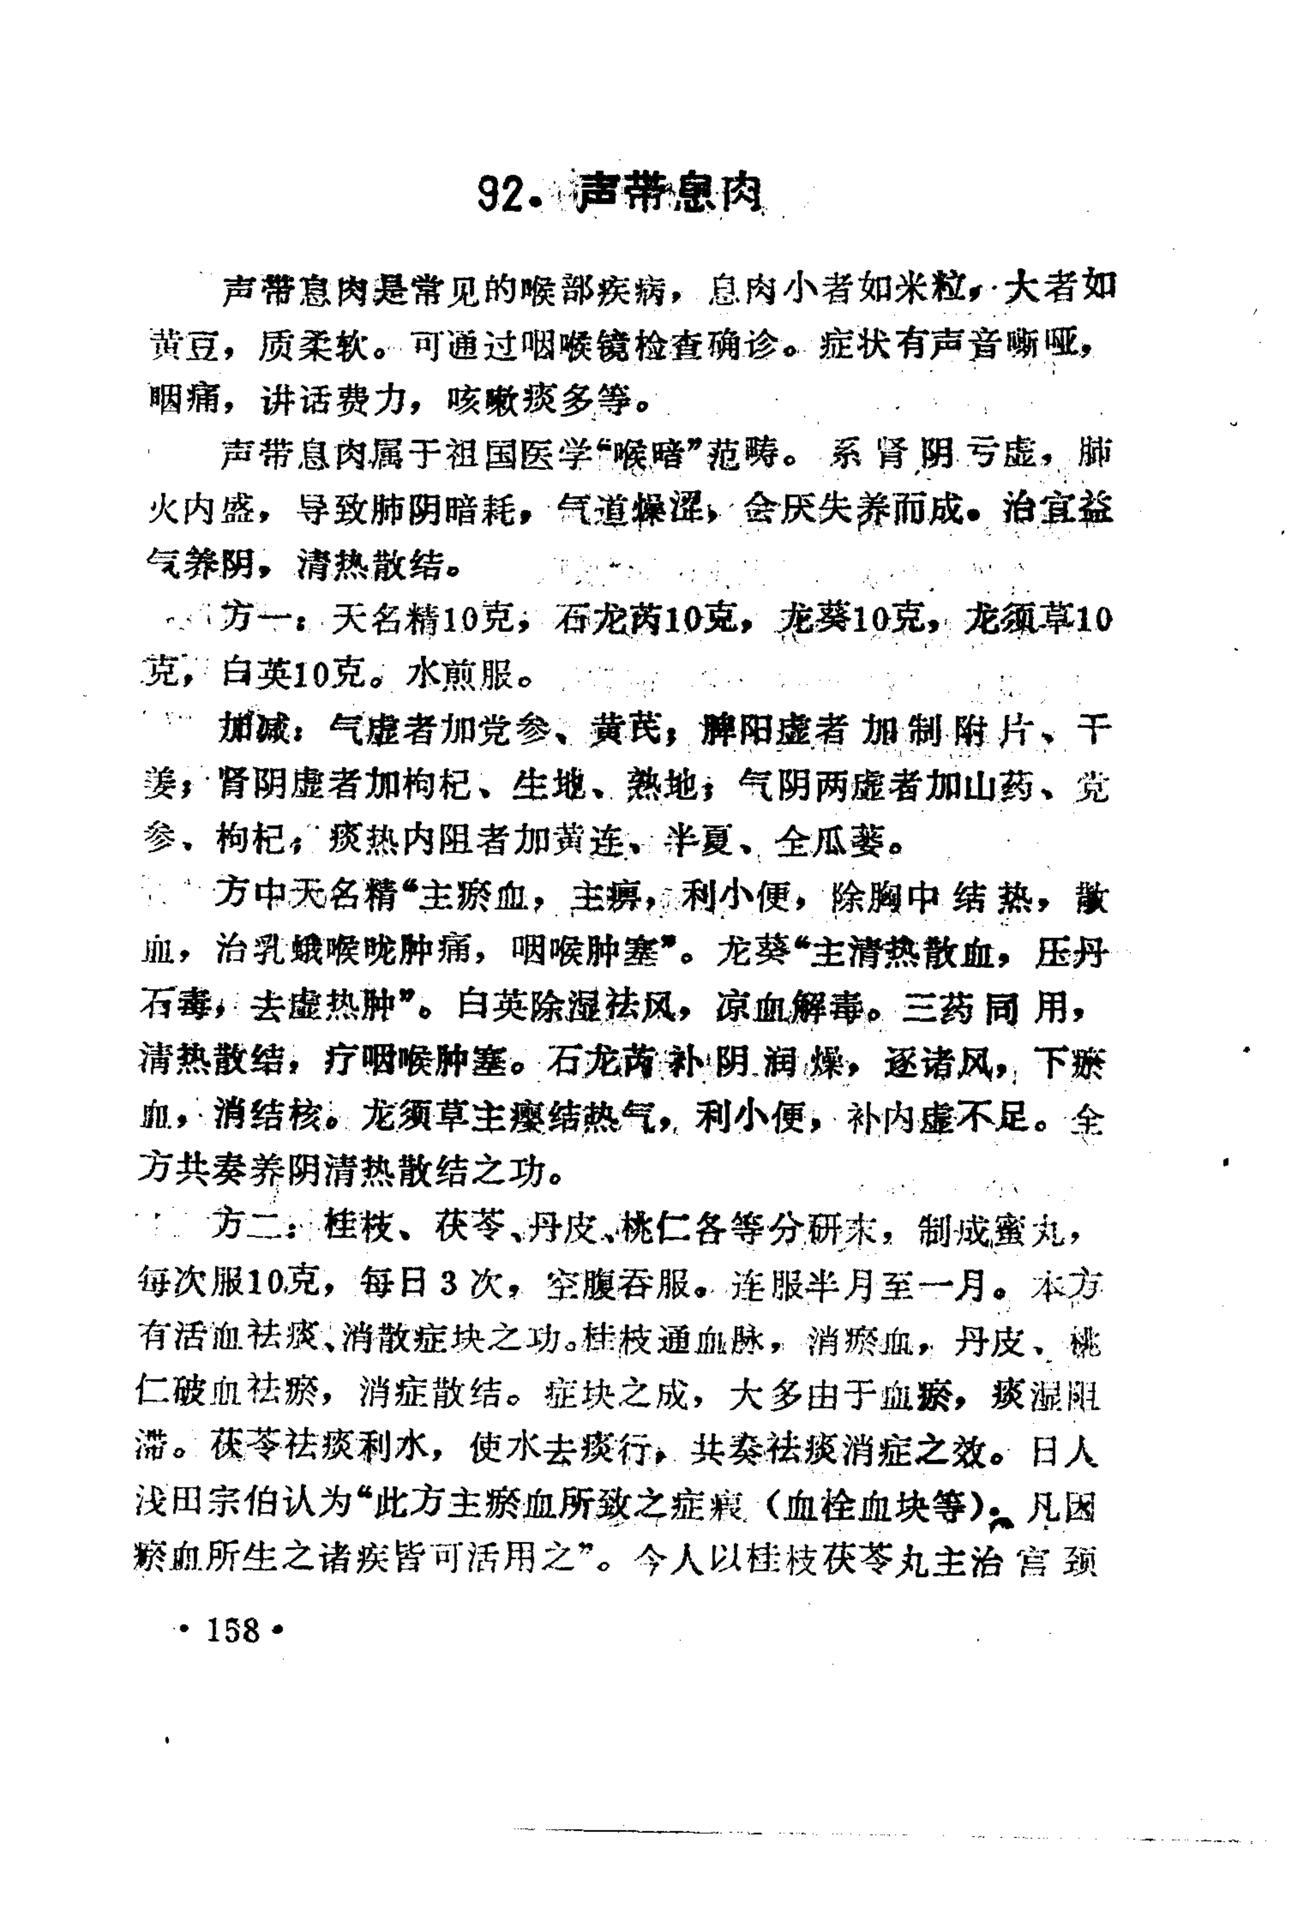 92．声带息肉
声带息肉是常见的喉部疾病，息肉小者如米粒，大者如
黄豆，质柔软。可通过咽喉镜检查确诊。症状有声音嘶哑，
咽痛，讲话费力，咳嗽痰多等。
声带息肉属于祖国医学“喉喑”范畴。系肾阴亏虚，肺
火内盛，导致肺阴暗耗，气道燥涩，会厌失养而成。治宜益
气养阴，清热散结。
方一：天名精10克，石龙芮10克，龙葵10克，龙须草10
克，白英10克。水煎服。
加减：气虚者加党参、黄芪；脾阳虚者加制附片、干
姜；肾阴虚者加枸杞、生地、熟地；气阴两虚者加山药、党
参、枸杞；痰热内阻者加黄连、半夏、全瓜蒌。
方中天名精“主瘀血，主痹，利小便，除胸中结热，散
血，治乳蛾喉咙肿痛，咽喉肿塞”。龙葵“主清热散血，压丹
石毒，去虚热肿”。白英除湿祛风，凉血解毒。三药同用，
清热散结，疗咽喉肿塞。石龙芮补阴润燥，逐诸风，下瘀
血，消结核。龙须草主瘿结热气，利小便，补内虚不足。全
方共奏养阴清热散结之功。
方二：桂枝、茯苓、丹皮、桃仁各等分研末，制成蜜丸，
每次服10克，每日3次，空腹吞服。连服半月至一月。本方
有活血祛痰、消散症块之功。桂枝通血脉，消瘀血，丹皮、桃
仁破血祛瘀，消症散结。症块之成，大多由于血瘀，痰湿阻
滞。茯苓祛痰利水，使水去痰行，共奏祛痰消症之效。日人
浅田宗伯认为“此方主瘀血所致之症瘕（血栓血块等）；凡因
瘀血所生之诸疾皆可活用之”。今人以桂枝茯苓丸主治宫颈
·158·